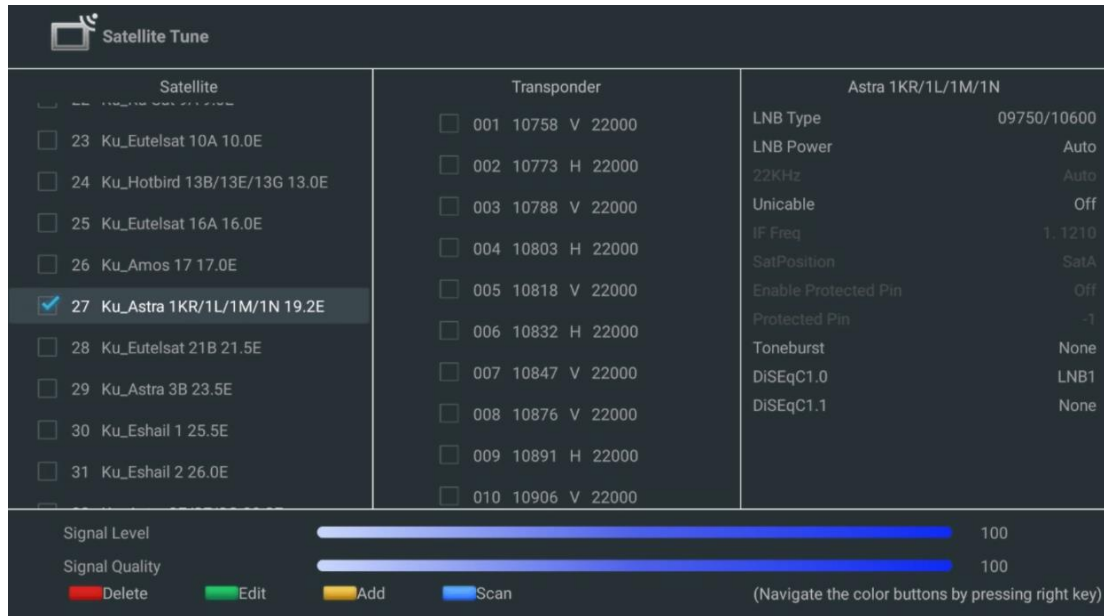 Satellite Tune
Satellite
23 Ku_Eutelsat 10A 10.0E
24 Ku_Hotbird 13B/13E/13G 13.0E
25 Ku_Eutelsat 16A 16.0E
26 Ku_Amos 17 17.0E
27 Ku_Astra 1KR/1L/1M/1N 19.2E
28 Ku_Eutelsat 21B 21.5E
29 Ku_Astra 3B 23.5E
30 Ku_Eshail 1 25.5E
31 Ku_Eshail 2 26.0E
Transponder
001 10758 V 22000
002 10773 H 22000
003 10788 V 22000
004 10803 H 22000
005 10818 V 22000
006 10832 H 22000
007 10847 V 22000
008 10876 V 22000
009 10891 H 22000
010 10906 V 22000
Astra 1KR/1L/1M/1N
LNB Type 09750/10600
LNB Power Auto
22KHz Auto
Unicable Off
IF Freq 1. 1210
SatPosition SatA
Enable Protected Pin Off
Protected Pin -1
Toneburst None
DiSEqC1.0 LNB1
DiSEqC1.1 None
Signal Level 100
Signal Quality 100
Delete Edit Add Scan (Navigate the color buttons by pressing right key)